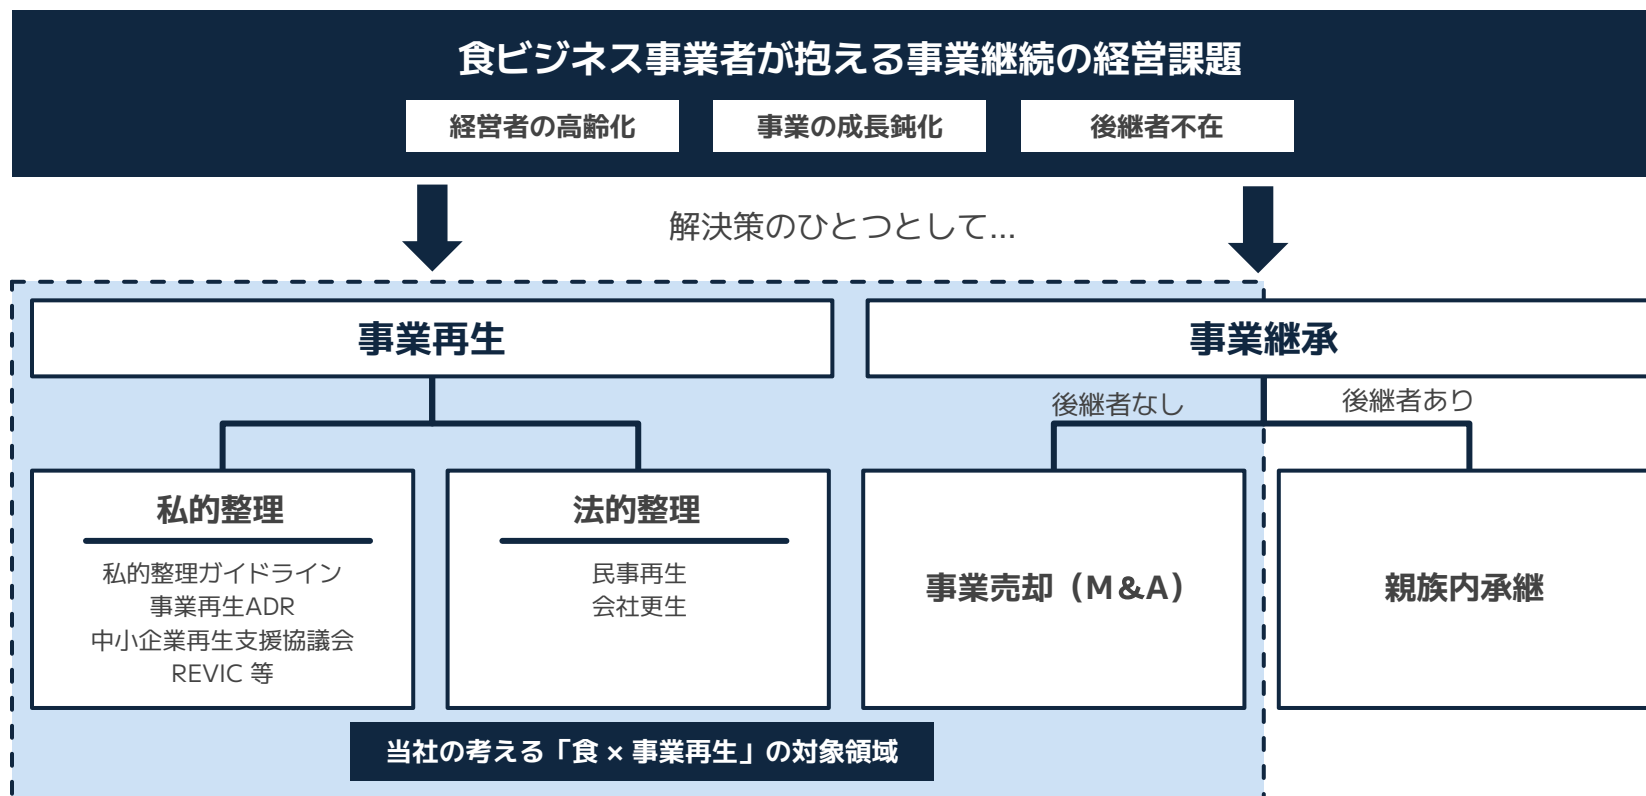 食ビジネス事業者が抱える事業継続の経営課題
経営者の高齢化
事業の成長鈍化
後継者不在
解決策のひとつとして...
事業再生
事業継承
後継者なし
後継者あり
私的整理
私的整理ガイドライン
事業再生ADR
中小企業再生支援協議会
REVIC 等
法的整理
民事再生
会社更生
事業売却（M&A）
親族内承継
当社の考える「食 × 事業再生」の対象領域